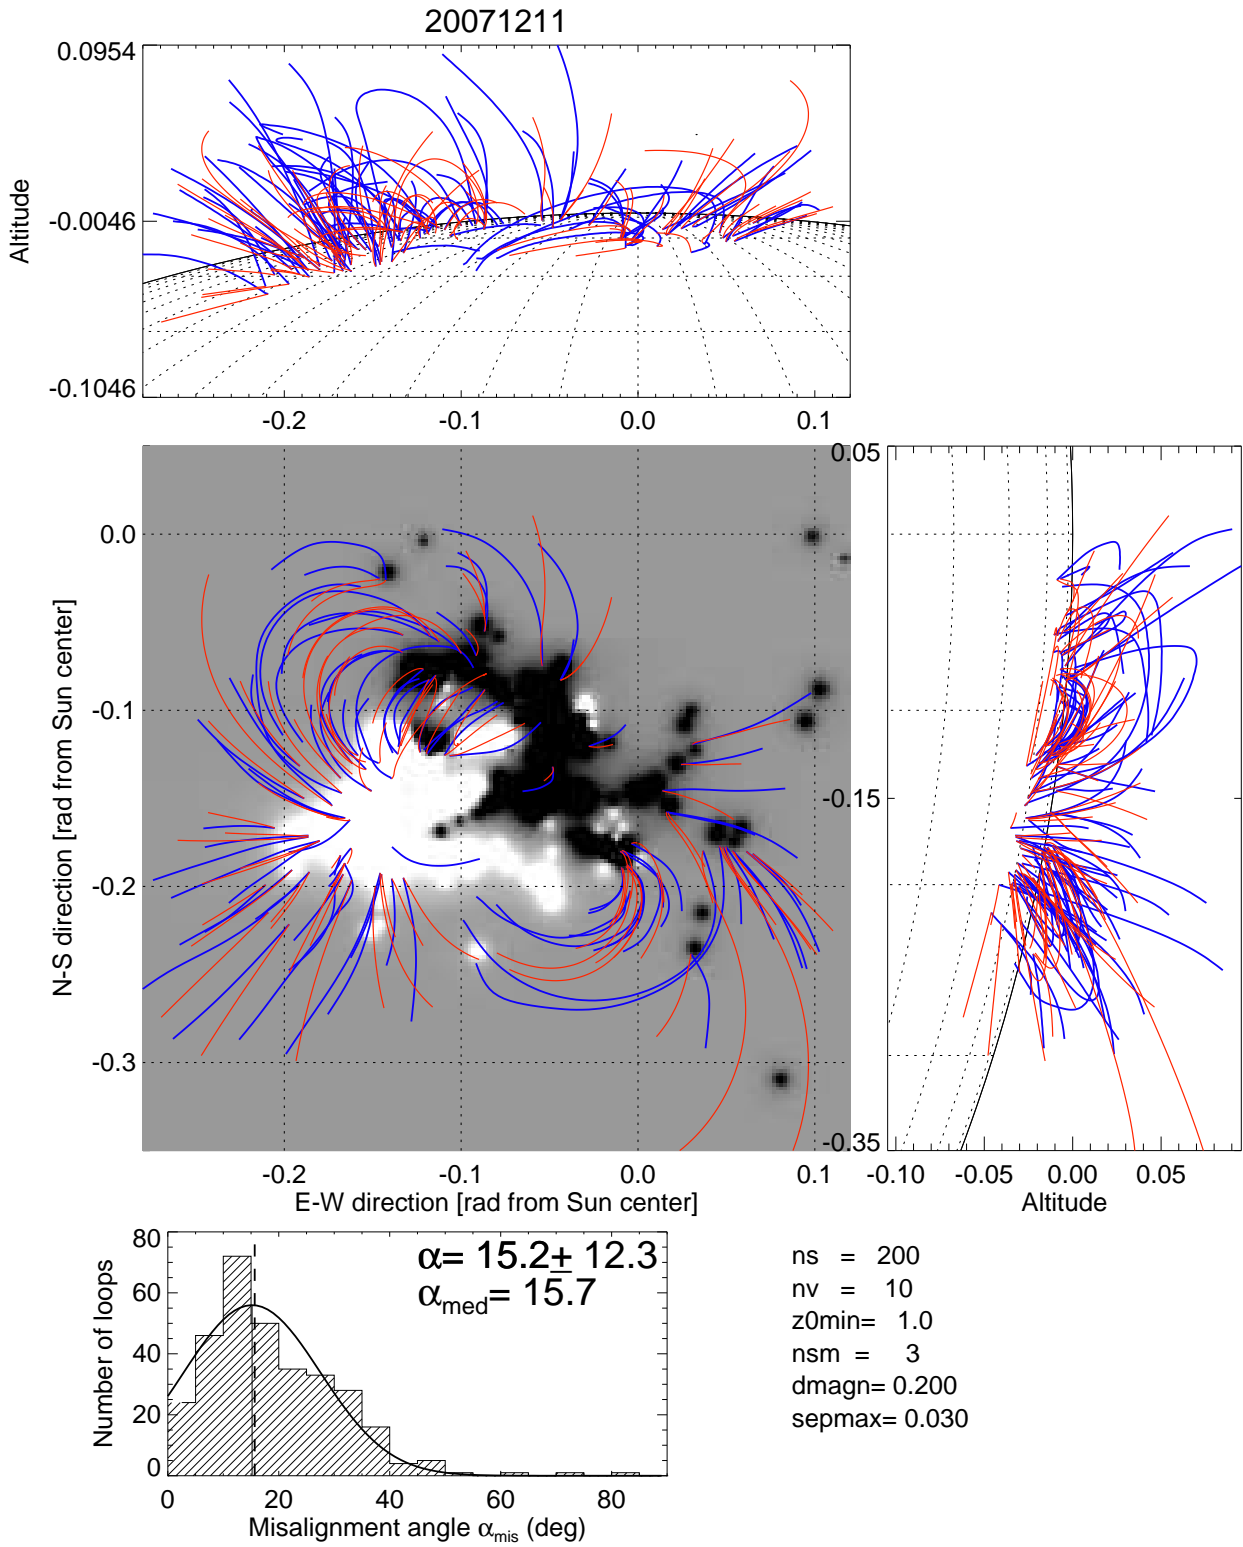 20071211
0.0954
-0.0046
-0.1046
Altitude
-0.2 -0.1 0.0 0.1
0.0
-0.1
-0.2
-0.3
N-S direction [rad from Sun center]
-0.2 -0.1 0.0 0.1
E-W direction [rad from Sun center]
0.05
-0.15
-0.35
-0.10 -0.05 0.00 0.05
Altitude
80
60
40
20
0
Number of loops
α= 15.2± 12.3
αmed= 15.7
0 20 40 60 80
Misalignment angle αmis (deg)
ns = 200
nv = 10
z0min= 1.0
nsm = 3
dmagn= 0.200
sepmax= 0.030